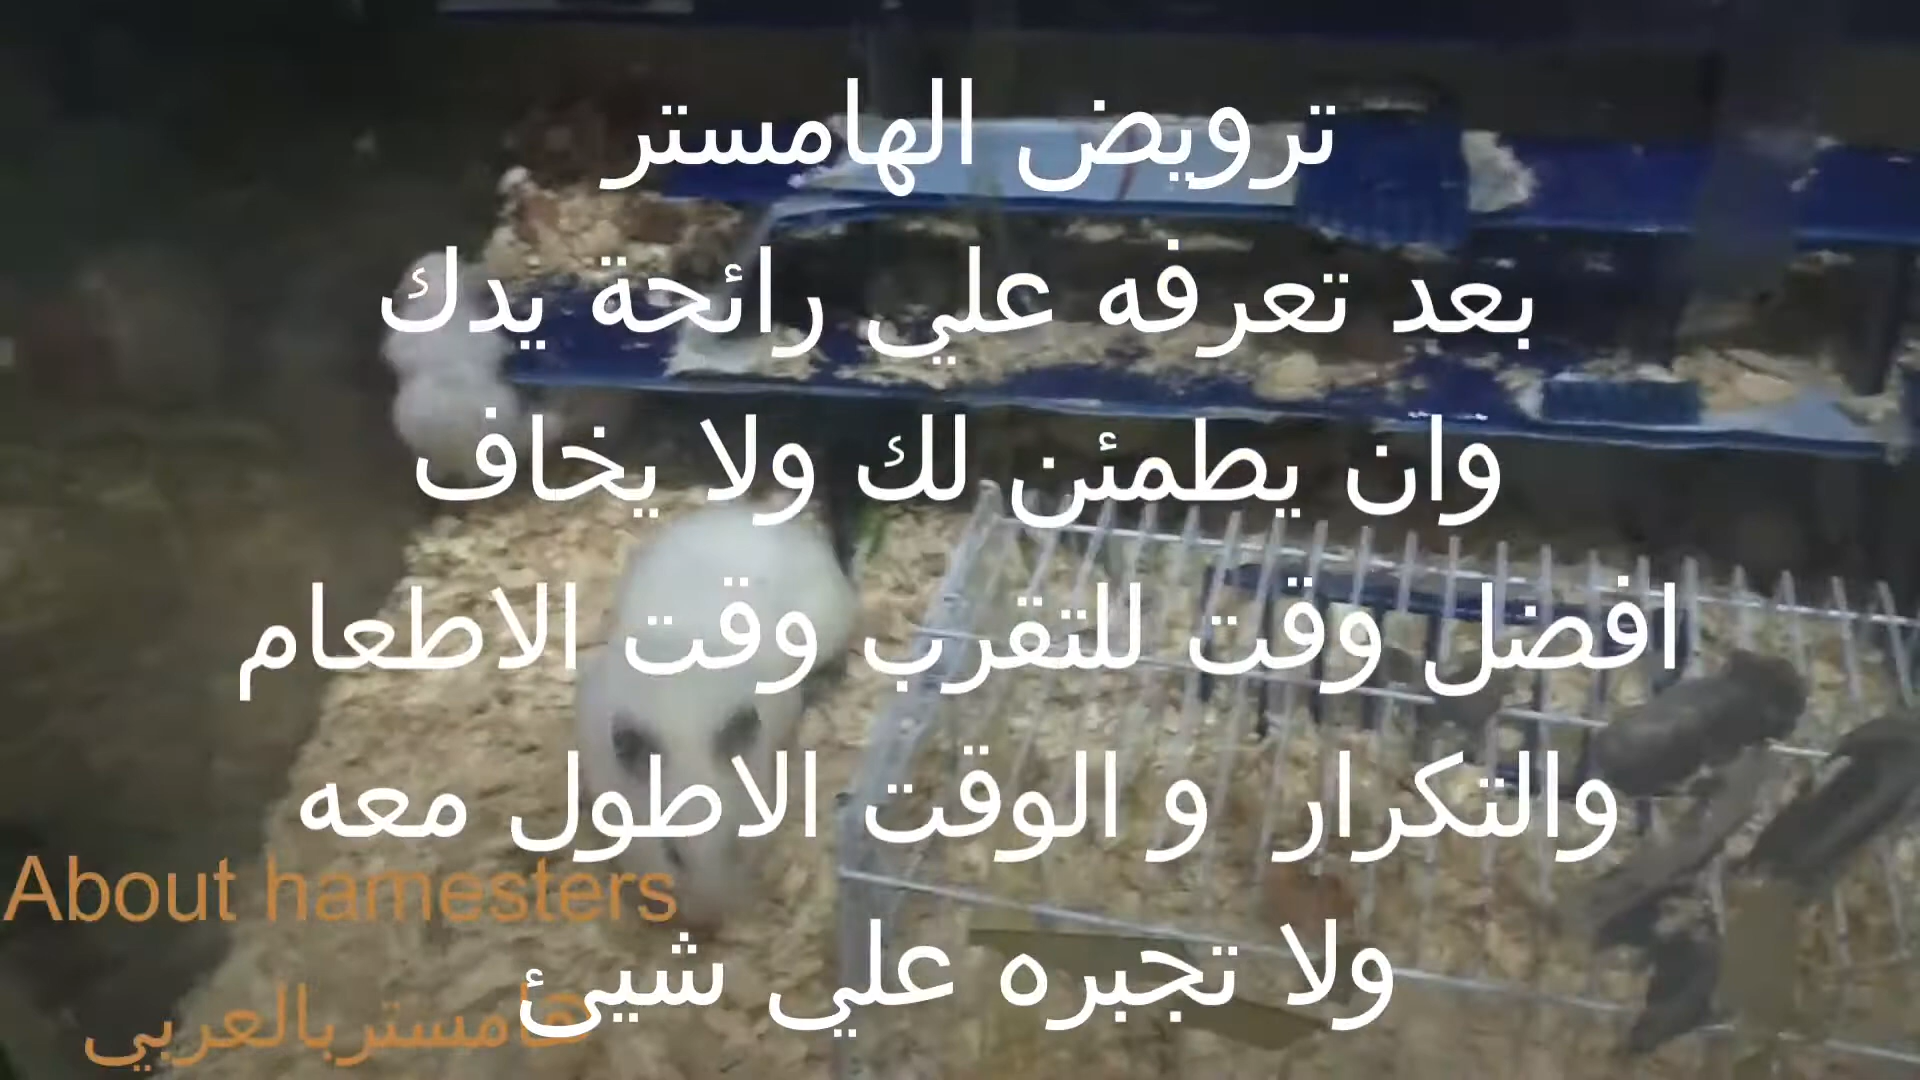 ترويض الهامستر
بعد تعرفه علي رائحة يدك
وان يطمئن لك ولا يخاف
افضل وقت للتقرب وقت الاطعام
والتكرار و الوقت الاطول معه
ولا تجبره علي شيئ
About hamesters
هامستربالعربي